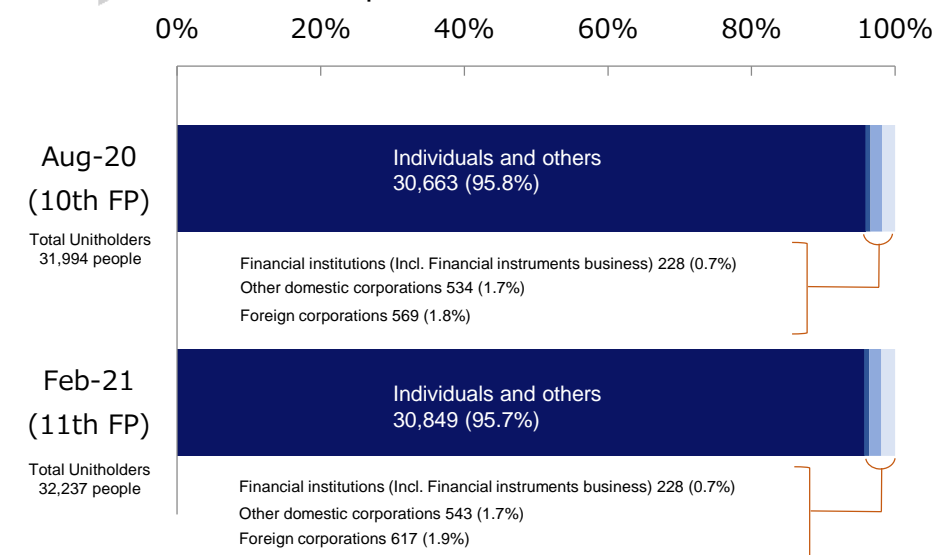 0% 20% 40% 60% 80% 100%
Aug-20
(10th FP)
Total Unitholders
31,994 people
Individuals and others
30,663 (95.8%)
Financial institutions (Incl. Financial instruments business) 228 (0.7%)
Other domestic corporations 534 (1.7%)
Foreign corporations 569 (1.8%)
Feb-21
(11th FP)
Total Unitholders
32,237 people
Individuals and others
30,849 (95.7%)
Financial institutions (Incl. Financial instruments business) 228 (0.7%)
Other domestic corporations 543 (1.7%)
Foreign corporations 617 (1.9%)